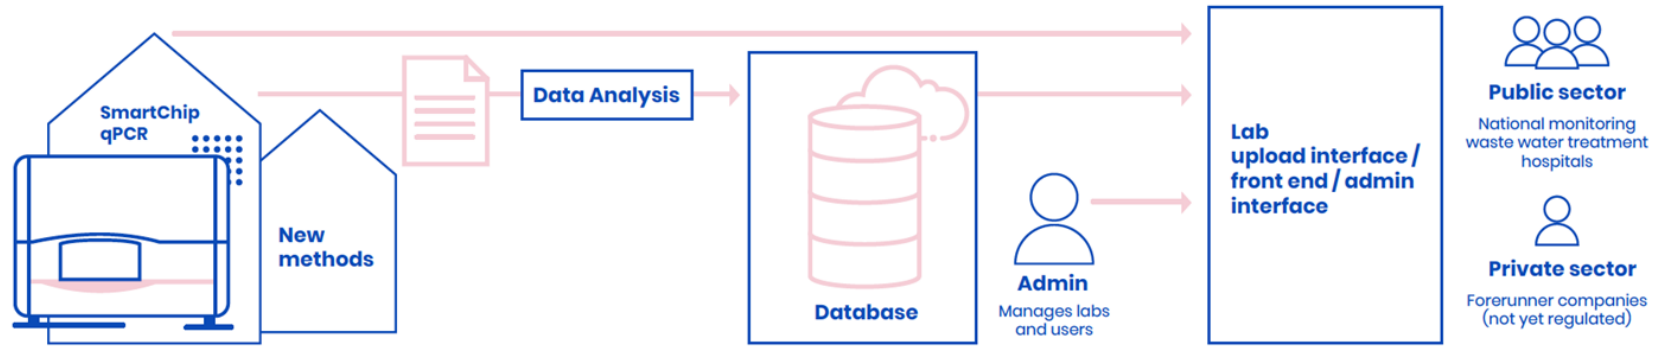 SmartChip
qPCR
New
methods
Data Analysis
Database
Admin
Manages labs
and users
Lab
upload interface /
front end / admin
interface
Public sector
National monitoring
waste water treatment
hospitals
Private sector
Forerunner companies
(not yet regulated)